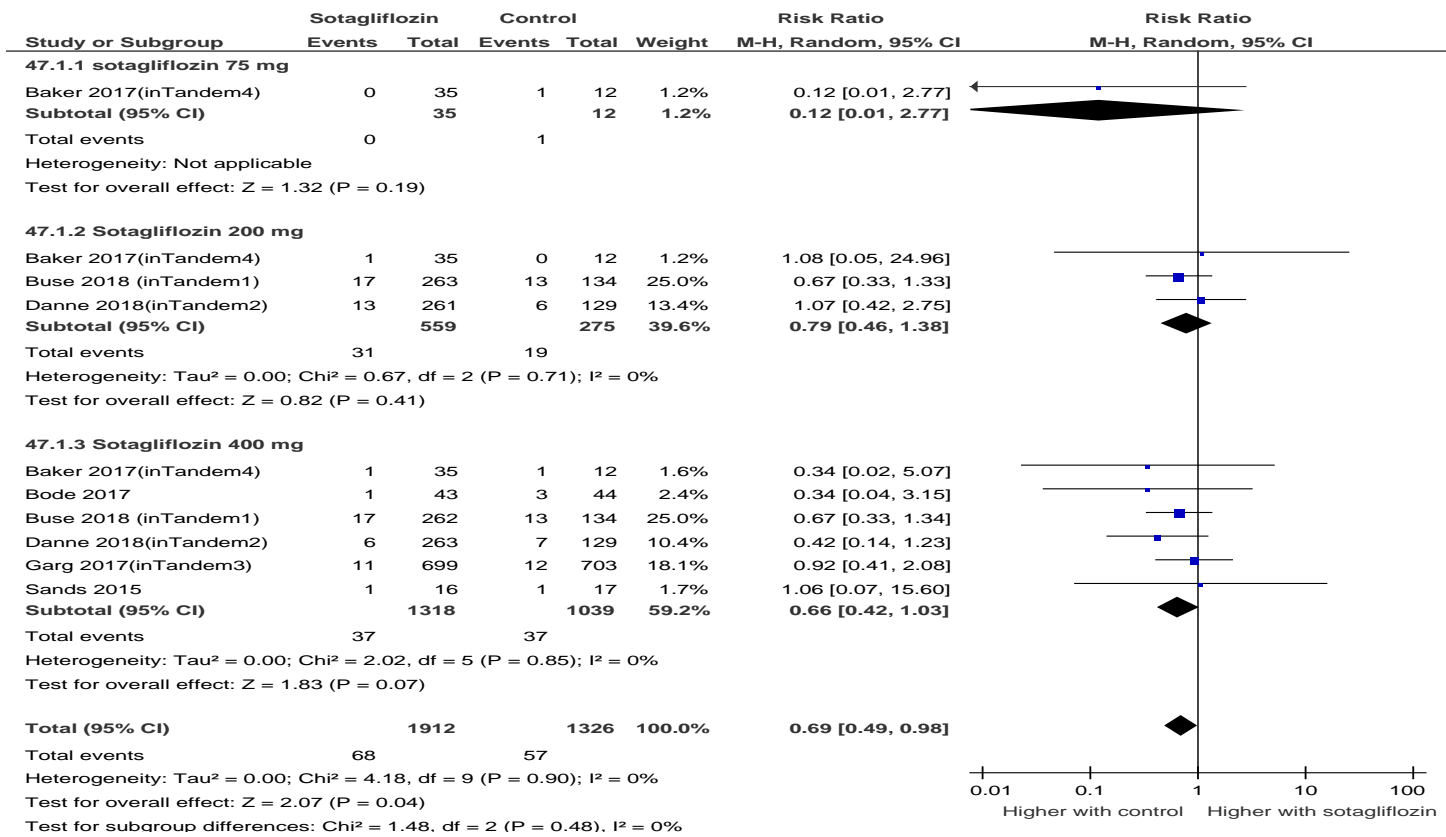 Sotagliflozin Control Risk Ratio Risk Ratio
Study or Subgroup Events Total Events Total Weight M-H, Random, 95% CI M-H, Random, 95% CI
47.1.1 sotagliflozin 75 mg
Baker 2017(inTandem4) 0 35 1 12 1.2% 0.12 [0.01, 2.77]
Subtotal (95% CI) 35 12 1.2% 0.12 [0.01, 2.77]
Total events 0 1
Heterogeneity: Not applicable
Test for overall effect: Z = 1.32 (P = 0.19)
47.1.2 Sotagliflozin 200 mg
Baker 2017(inTandem4) 1 35 0 12 1.2% 1.08 [0.05, 24.96]
Buse 2018 (inTandem1) 17 263 13 134 25.0% 0.67 [0.33, 1.33]
Danne 2018(inTandem2) 13 261 6 129 13.4% 1.07 [0.42, 2.75]
Subtotal (95% CI) 559 275 39.6% 0.79 [0.46, 1.38]
Total events 31 19
Heterogeneity: Tau² = 0.00; Chi² = 0.67, df = 2 (P = 0.71); I² = 0%
Test for overall effect: Z = 0.82 (P = 0.41)
47.1.3 Sotagliflozin 400 mg
Baker 2017(inTandem4) 1 35 1 12 1.6% 0.34 [0.02, 5.07]
Bode 2017 1 43 3 44 2.4% 0.34 [0.04, 3.15]
Buse 2018 (inTandem1) 17 262 13 134 25.0% 0.67 [0.33, 1.34]
Danne 2018(inTandem2) 6 263 7 129 10.4% 0.42 [0.14, 1.23]
Garg 2017(inTandem3) 11 699 12 703 18.1% 0.92 [0.41, 2.08]
Sands 2015 1 16 1 17 1.7% 1.06 [0.07, 15.60]
Subtotal (95% CI) 1318 1039 59.2% 0.66 [0.42, 1.03]
Total events 37 37
Heterogeneity: Tau² = 0.00; Chi² = 2.02, df = 5 (P = 0.85); I² = 0%
Test for overall effect: Z = 1.83 (P = 0.07)
Total (95% CI) 1912 1326 100.0% 0.69 [0.49, 0.98]
Total events 68 57
Heterogeneity: Tau² = 0.00; Chi² = 4.18, df = 9 (P = 0.90); I² = 0%
Test for overall effect: Z = 2.07 (P = 0.04)
Test for subgroup differences: Chi² = 1.48, df = 2 (P = 0.48), I² = 0%
0.01 0.1 1 10 100
Higher with control Higher with sotagliflozin